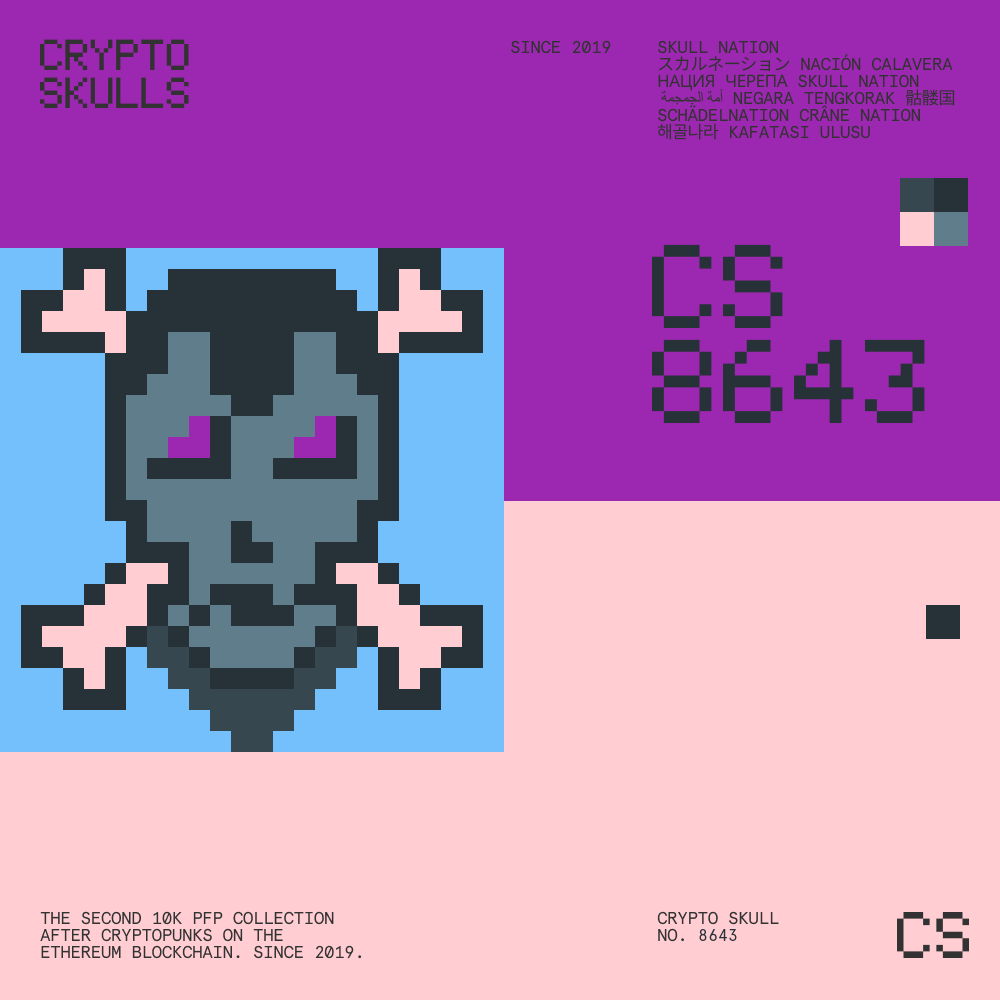 CRYPTO
SKULLS
SINCE 2019
SKULL NATION
スカルネーション NACIÓN CALAVERA
НАЦИЯ ЧЕРЕПА SKULL NATION
أمة الجمجمة NEGARA TENGKORAK 骷髅国
SCHÄDELNATION CRÂNE NATION
해골나라 KAFATASI ULUSU
CS
8643
THE SECOND 10K PFP COLLECTION
AFTER CRYPTOPUNKS ON THE
ETHEREUM BLOCKCHAIN. SINCE 2019.
CRYPTO SKULL
NO. 8643
CS